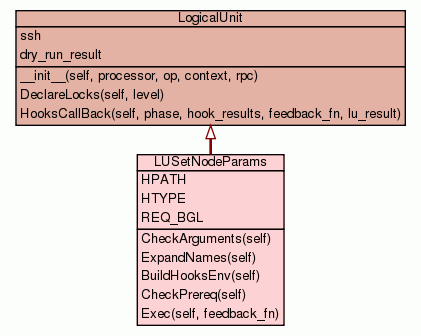 LogicalUnit
ssh
dry_run_result
__init__(self, processor, op, context, rpc)
DeclareLocks(self, level)
HooksCallBack(self, phase, hook_results, feedback_fn, lu_result)
LUSetNodeParams
HPATH
HTYPE
REQ_BGL
CheckArguments(self)
ExpandNames(self)
BuildHooksEnv(self)
CheckPrereq(self)
Exec(self, feedback_fn)